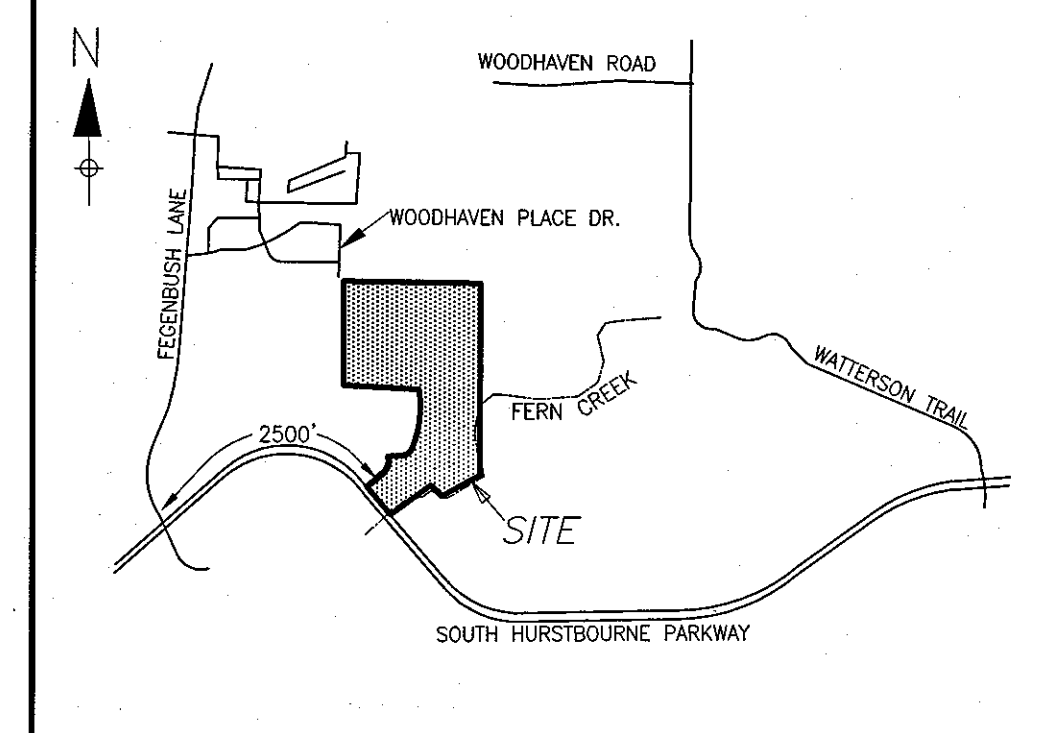 N
WOODHAVEN ROAD
WOODHAVEN PLACE DR.
FEGENBUSH LANE
FERN CREEK
WATTERSON TRAIL
2500'
SITE
SOUTH HURSTBOURNE PARKWAY